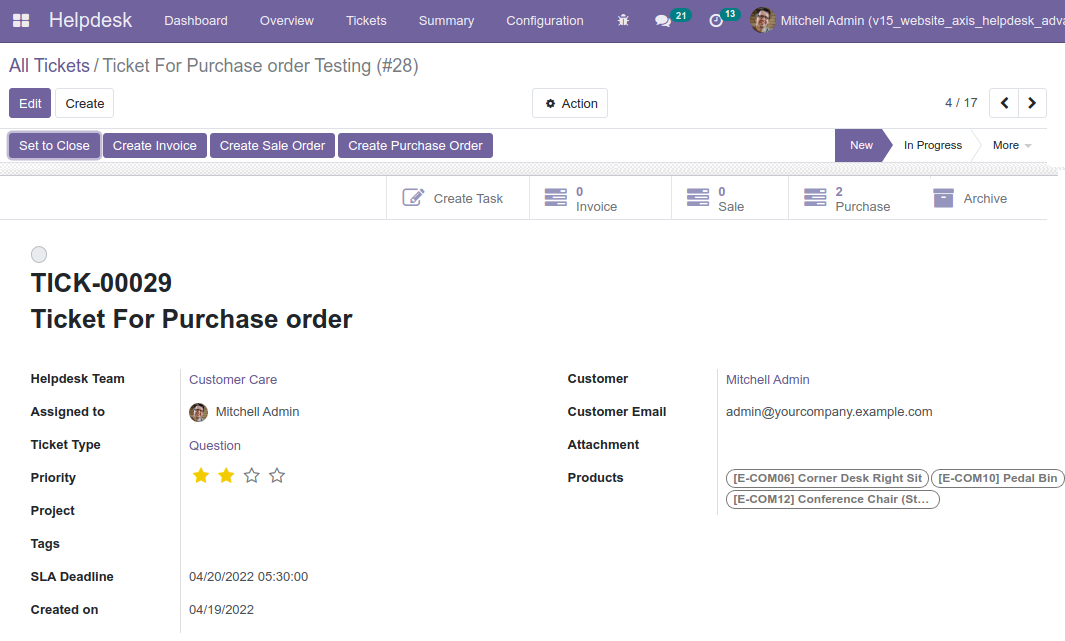 Helpdesk Dashboard Overview Tickets Summary Configuration 21 13 Mitchell Admin (v15_website_axis_helpdesk_adva
All Tickets / Ticket For Purchase order Testing (#28)
Edit Create Action 4 / 17
Set to Close Create Invoice Create Sale Order Create Purchase Order New In Progress More
Create Task 0 Invoice 0 Sale 2 Purchase Archive
TICK-00029
Ticket For Purchase order
Helpdesk Team Customer Care Customer Mitchell Admin
Assigned to Mitchell Admin Customer Email admin@yourcompany.example.com
Ticket Type Question Attachment
Priority Products [E-COM06] Corner Desk Right Sit [E-COM10] Pedal Bin
[E-COM12] Conference Chair (St...
Project
Tags
SLA Deadline 04/20/2022 05:30:00
Created on 04/19/2022